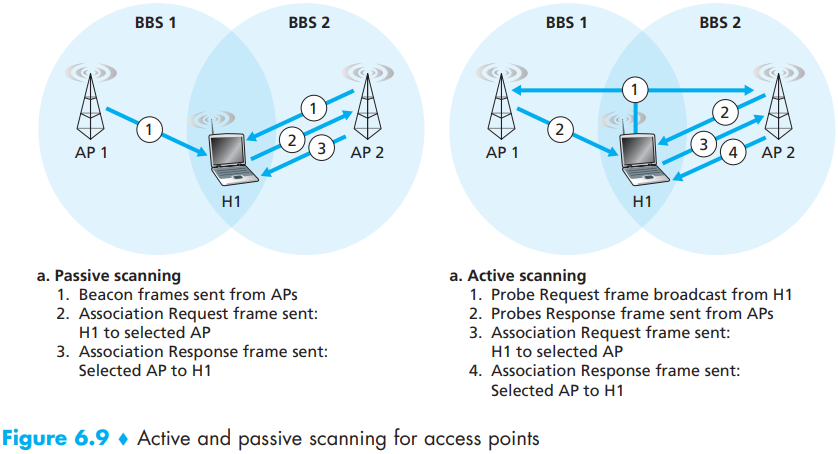 BBS 1
BBS 2
1
1
2
3
AP 1
AP 2
H1
a. Passive scanning
1. Beacon frames sent from APs
2. Association Request frame sent:
H1 to selected AP
3. Association Response frame sent:
Selected AP to H1
BBS 1
BBS 2
1
2
2
3
4
AP 1
AP 2
H1
a. Active scanning
1. Probe Request frame broadcast from H1
2. Probes Response frame sent from APs
3. Association Request frame sent:
H1 to selected AP
4. Association Response frame sent:
Selected AP to H1
Figure 6.9 ♦ Active and passive scanning for access points